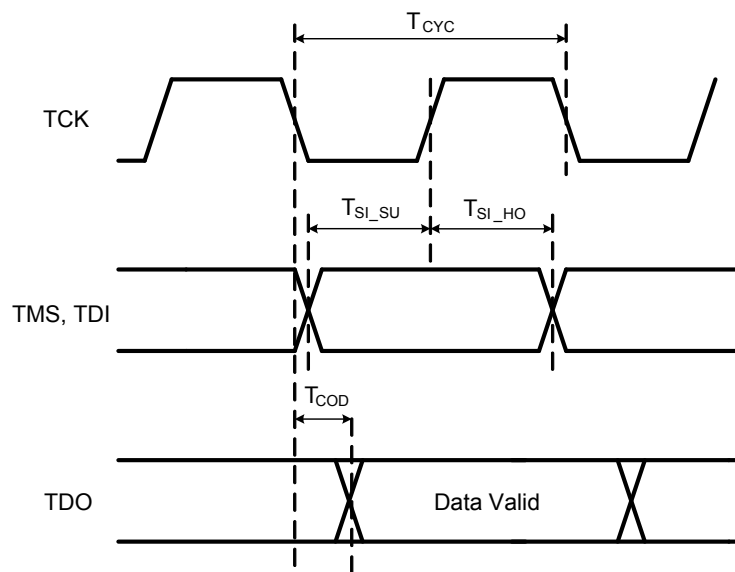 TCYC
TCK
TSI_SU
TSI_HO
TMS, TDI
TCOD
TDO
Data Valid